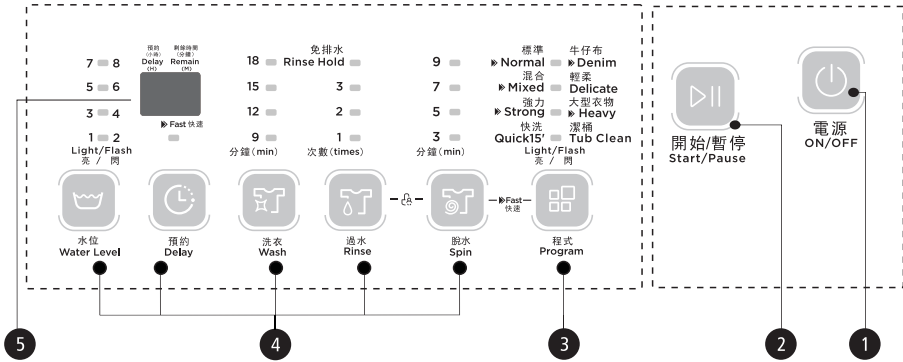 預約
(小時)
Delay
(H)
剩餘時間
(分鐘)
Remain
(M)
7 8
5 6
3 4
1 2
Light/Flash
亮 / 閃
▶Fast 快速
18
15
12
9
分鐘(min)
免排水
Rinse Hold
3
2
1
次數(times)
9
7
5
3
分鐘(min)
標準
▶Normal
混合
▶Mixed
強力
▶Strong
快洗
Quick15'
牛仔布
▶Denim
輕柔
Delicate
大型衣物
▶Heavy
潔桶
Tub Clean
Light/Flash
亮 / 閃
水位
Water Level
預約
Delay
洗衣
Wash
過水
Rinse
脫水
Spin
▶Fast
快速
程式
Program
開始/暫停
Start/Pause
電源
ON/OFF
5
4
3
2
1